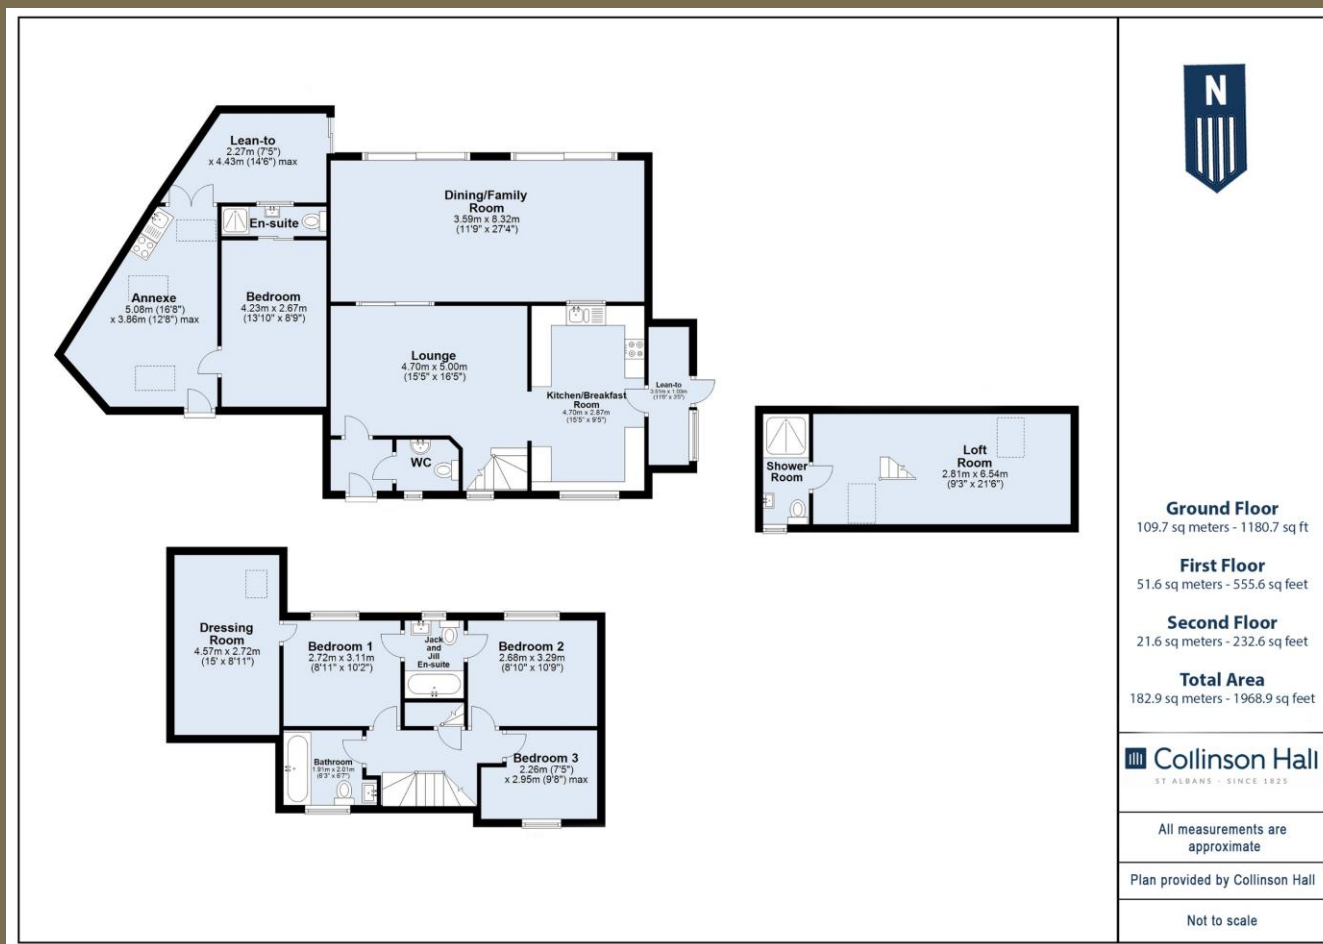 Lean-to
2.27m (7'5")
x 4.43m (14'6") max
En-suite
Annexe
5.08m (16'8")
x 3.86m (12'8") max
Bedroom
4.23m x 2.67m
(13'10" x 8'9")
Dining/Family
Room
3.59m x 8.32m
(11'9" x 27'4")
Lounge
4.70m x 5.00m
(15'5" x 16'5")
Kitchen/Breakfast
Room
4.70m x 2.87m
(15'5" x 9'5")
Lean-to
WC
Shower
Room
Loft
Room
2.81m x 6.54m
(9'3" x 21'6")
Dressing
Room
4.57m x 2.72m
(15' x 8'11")
Bedroom 1
2.72m x 3.11m
(8'11" x 10'2")
Jack
and
Jill
En-suite
Bedroom 2
2.68m x 3.29m
(8'10" x 10'9")
Bathroom
1.91m x 2.01m
(6'3" x 6'7")
Bedroom 3
2.26m (7'5")
x 2.95m (9'8") max
N
Ground Floor
109.7 sq meters - 1180.7 sq ft
First Floor
51.6 sq meters - 555.6 sq feet
Second Floor
21.6 sq meters - 232.6 sq feet
Total Area
182.9 sq meters - 1968.9 sq feet
Collinson Hall
ST ALBANS - SINCE 1825
All measurements are
approximate
Plan provided by Collinson Hall
Not to scale